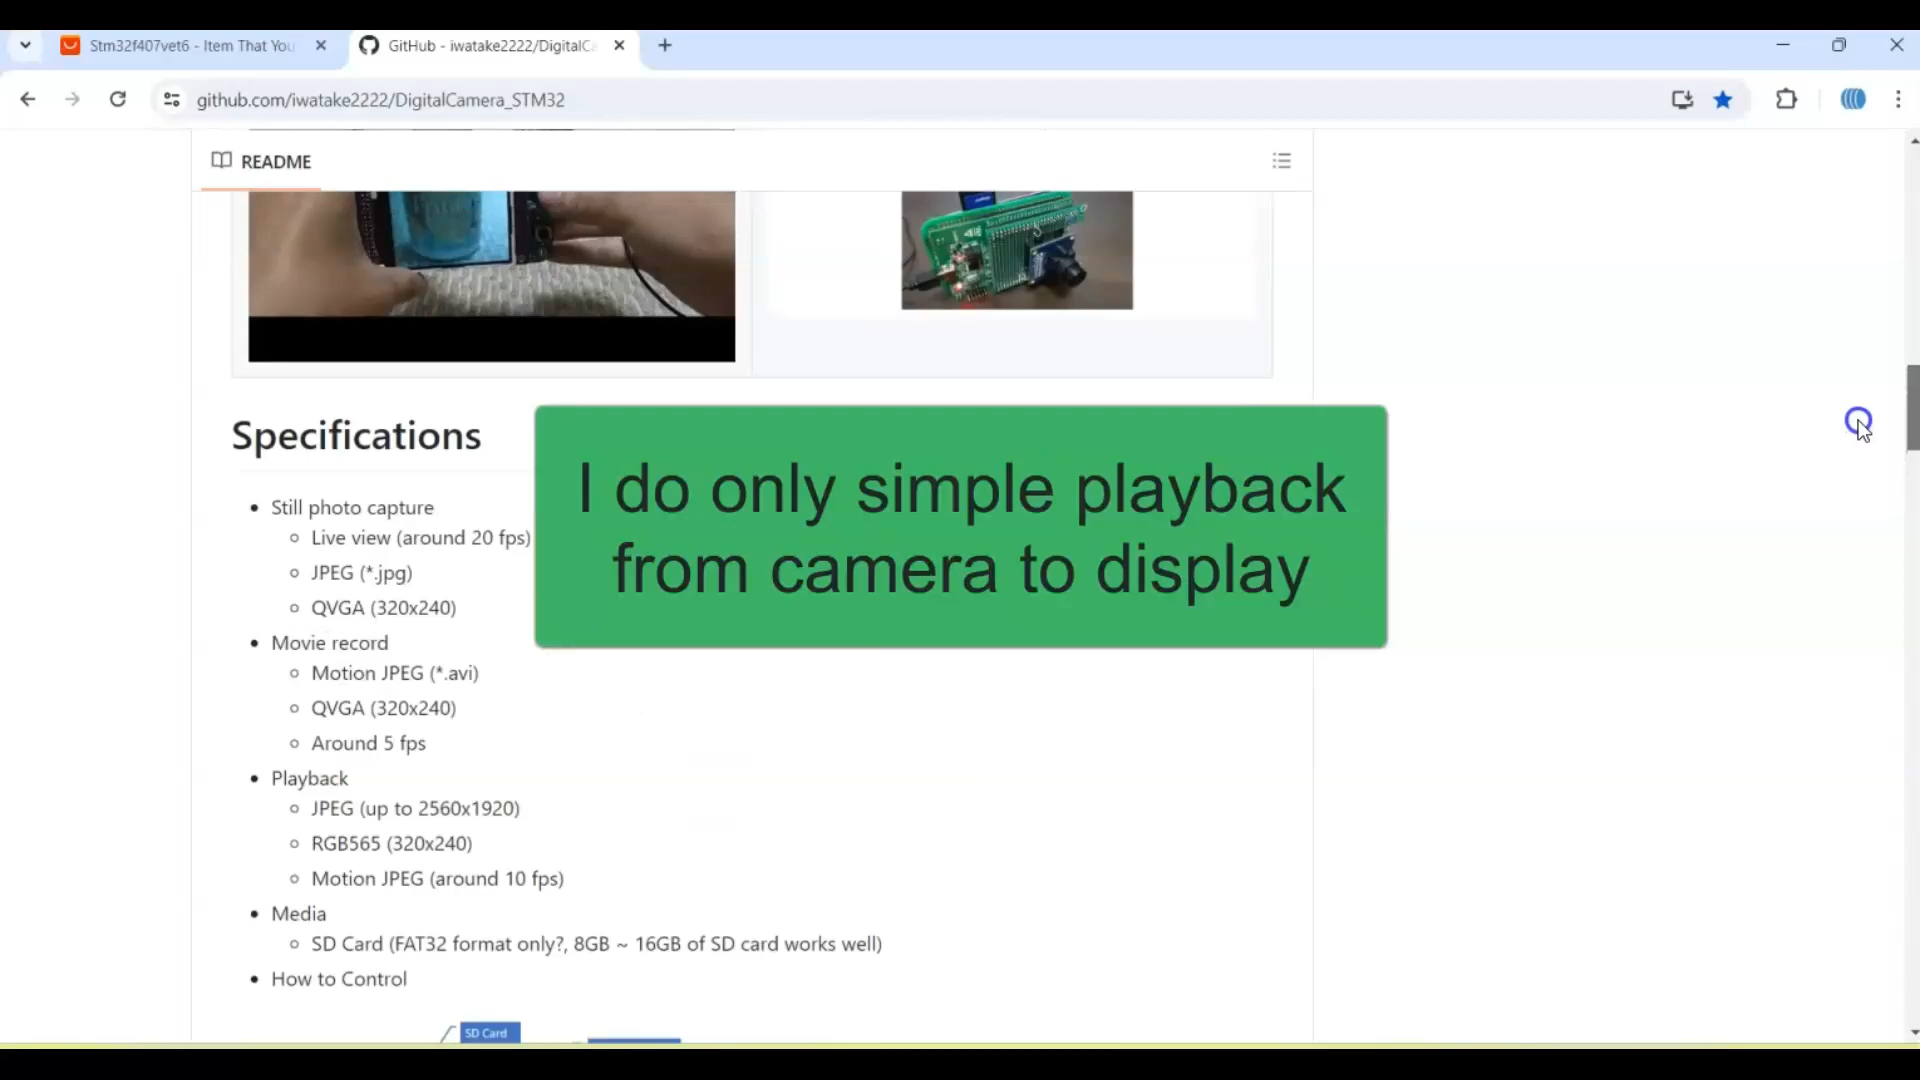 Stm32f407vet6 - Item That You
GitHub - iwatake2222/DigitalCa
github.com/iwatake2222/DigitalCamera_STM32
README
Specifications
I do only simple playback
from camera to display
Still photo capture
Live view (around 20 fps)
JPEG (*.jpg)
QVGA (320x240)
Movie record
Motion JPEG (*.avi)
QVGA (320x240)
Around 5 fps
Playback
JPEG (up to 2560x1920)
RGB565 (320x240)
Motion JPEG (around 10 fps)
Media
SD Card (FAT32 format only?, 8GB ~ 16GB of SD card works well)
How to Control
SD Card